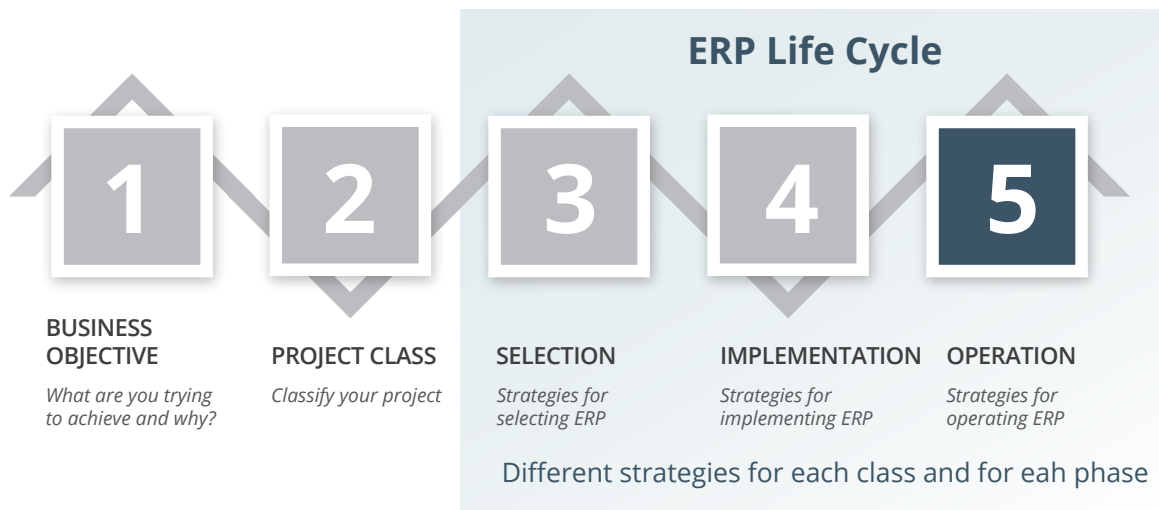 ERP Life Cycle
1
2
3
4
5
BUSINESS
OBJECTIVE
What are you trying
to achieve and why?
PROJECT CLASS
Classify your project
SELECTION
Strategies for
selecting ERP
IMPLEMENTATION
Strategies for
implementing ERP
OPERATION
Strategies for
operating ERP
Different strategies for each class and for eah phase